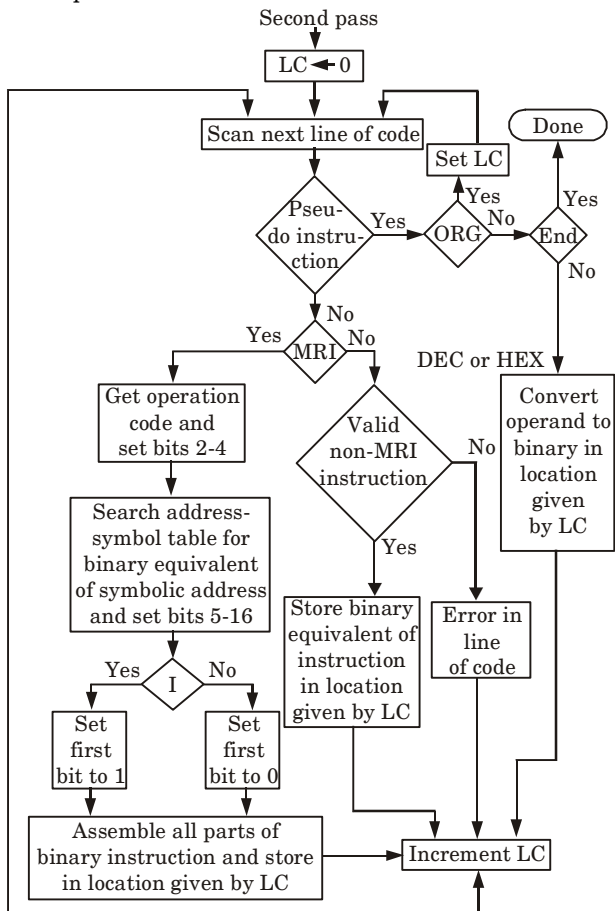 Second pass
LC ← 0
Scan next line of code
Done
Set LC
Pseu-
do instru-
ction
Yes
ORG
Yes
No
End
Yes
No
No
MRI
Yes
No
DEC or HEX
Get operation
code and
set bits 2-4
Valid
non-MRI
instruction
No
Yes
Convert
operand to
binary in
location
given
by LC
Search address-
symbol table for
binary equivalent
of symbolic address
and set bits 5-16
Store binary
equivalent of
instruction
in location
given by LC
Error in
line
of code
I
Yes
No
Set
first
bit to 1
Set
first
bit to 0
Assemble all parts of
binary instruction and store
in location given by LC
Increment LC